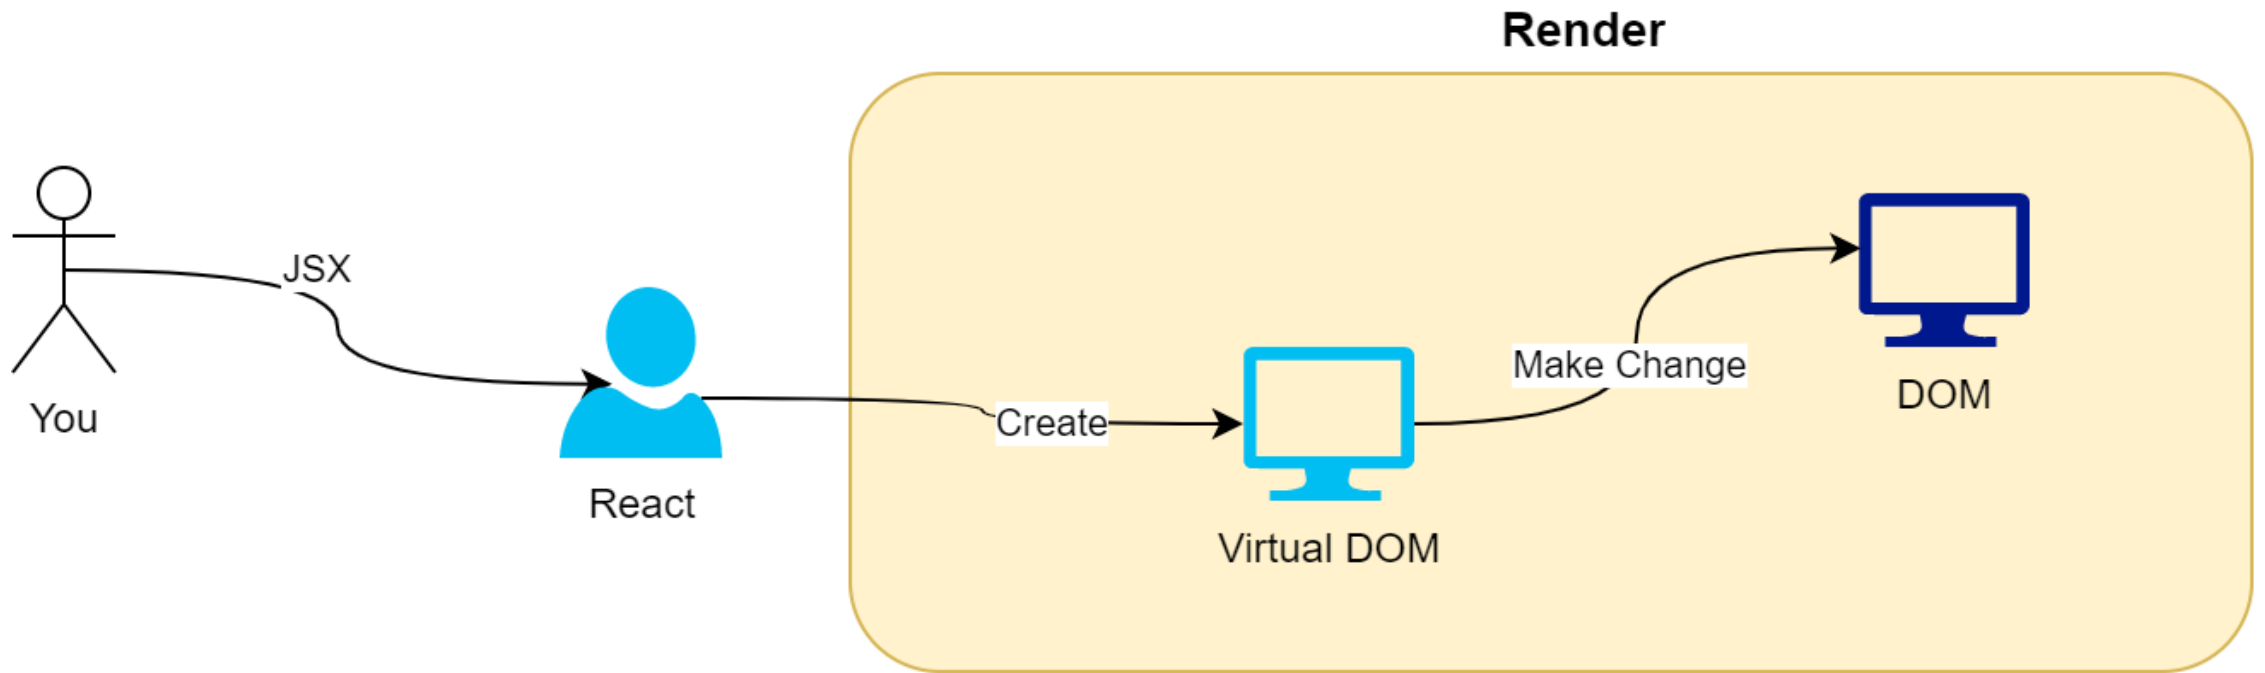 Render
JSX
You
React
Create
Virtual DOM
Make Change
DOM